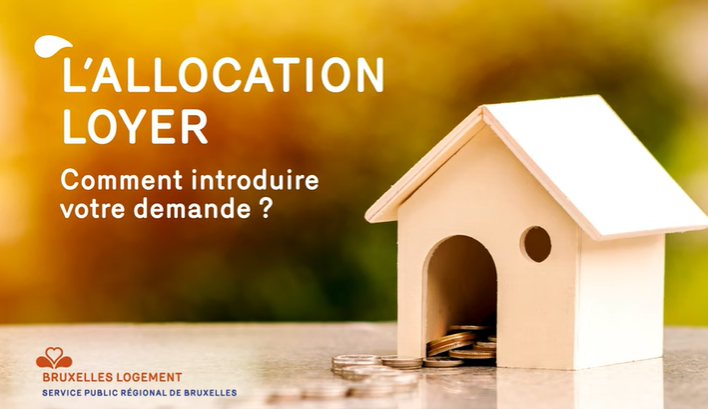 L'ALLOCATION
LOYER
Comment introduire
votre demande ?
BRUXELLES LOGEMENT
SERVICE PUBLIC RÉGIONAL DE BRUXELLES